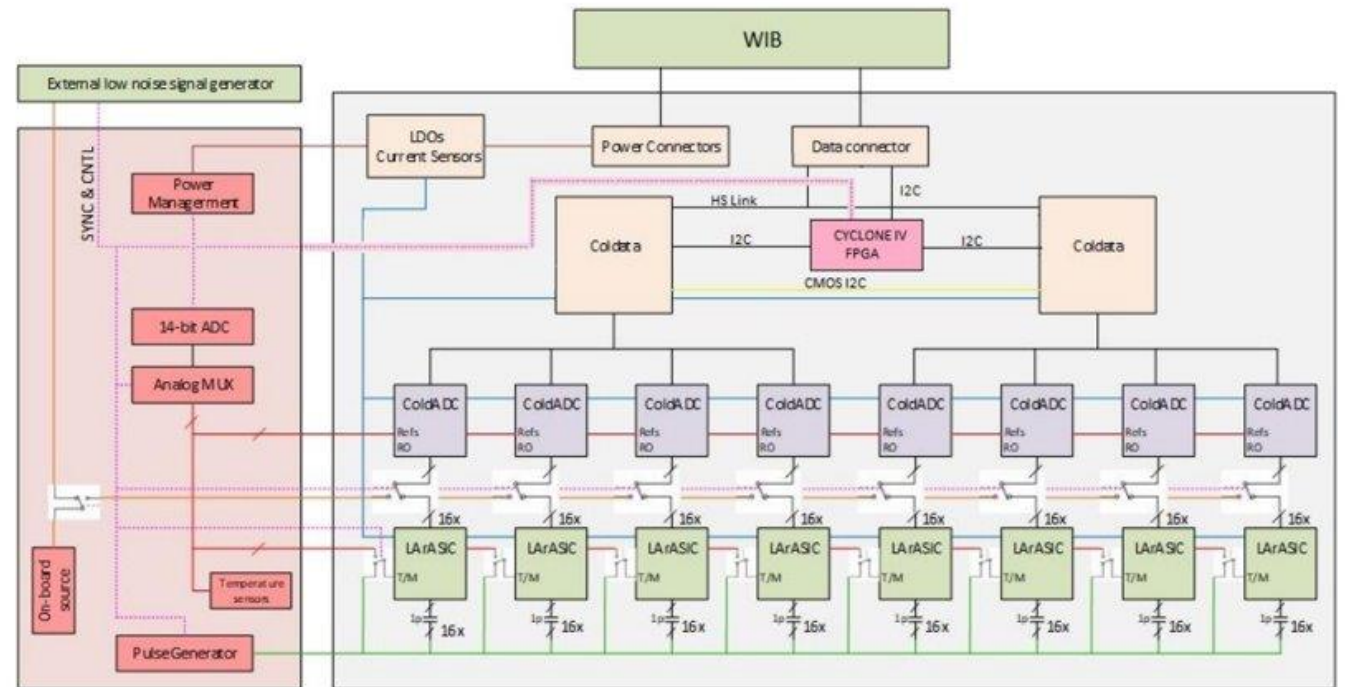 WIB
External low noise signal generator
SYNC & CNTL
Power
Managerment
14-bit ADC
Analog MUX
On-board
source
Temperature
sensors
PulseGenerator
LDOs
Current Sensors
Power Connectors
Data connector
HS Link
I2C
Coldata
I2C
CYCLONE IV
FPGA
I2C
Coldata
CMOS I2C
ColdADC
Refs
RO
ColdADC
Refs
RO
ColdADC
Refs
RO
ColdADC
Refs
RO
ColdADC
Refs
RO
ColdADC
Refs
RO
ColdADC
Refs
RO
ColdADC
Refs
RO
16x
16x
16x
16x
16x
16x
16x
16x
LArASIC
T/M
LArASIC
T/M
LArASIC
T/M
LArASIC
T/M
LArASIC
T/M
LArASIC
T/M
LArASIC
T/M
LArASIC
T/M
1p 16x
1p 16x
1p 16x
1p 16x
1p 16x
1p 16x
1p 16x
1p 16x